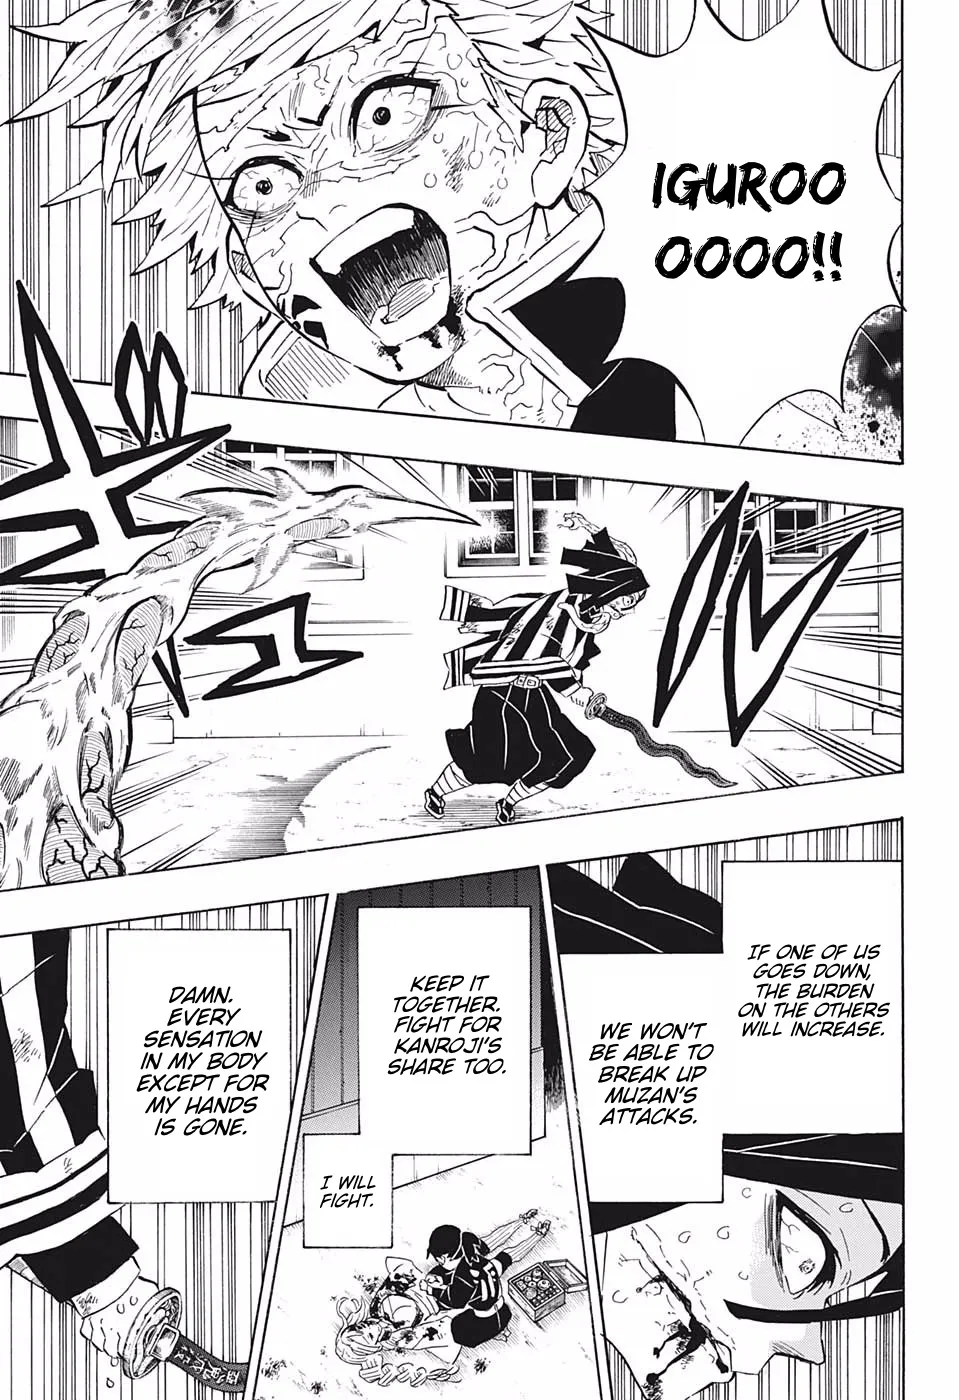 IGUROO
OOOO!!
IF ONE OF US
GOES DOWN,
THE BURDEN
ON THE OTHERS
WILL INCREASE.
WE WON'T
BE ABLE TO
BREAK UP
MUZAN'S
ATTACKS.
KEEP IT
TOGETHER.
FIGHT FOR
KANROJI'S
SHARE TOO.
I WILL
FIGHT.
DAMN.
EVERY
SENSATION
IN MY BODY
EXCEPT FOR
MY HANDS
IS GONE.